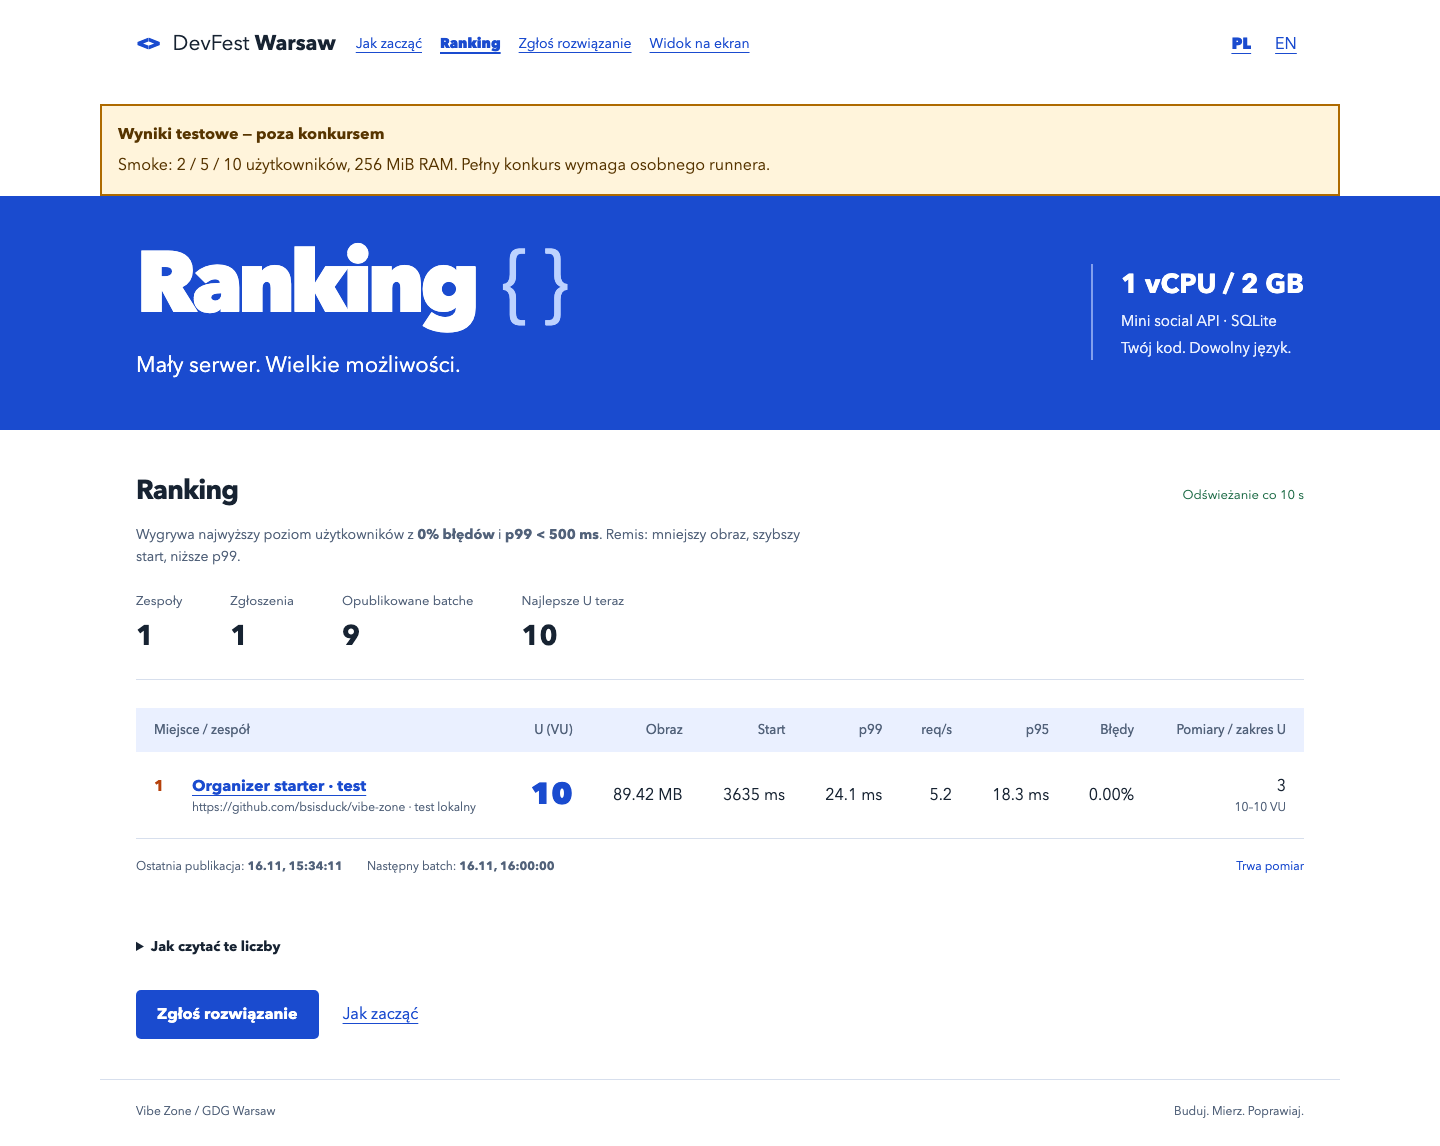 <> DevFest Warsaw Jak zacząć Ranking Zgłoś rozwiązanie Widok na ekran PL EN
Wyniki testowe — poza konkursem
Smoke: 2 / 5 / 10 użytkowników, 256 MiB RAM. Pełny konkurs wymaga osobnego runnera.
Ranking { }
Mały serwer. Wielkie możliwości.
1 vCPU / 2 GB
Mini social API · SQLite
Twój kod. Dowolny język.
Ranking
Odświeżanie co 10 s
Wygrywa najwyższy poziom użytkowników z 0% błędów i p99 < 500 ms. Remis: mniejszy obraz, szybszy
start, niższe p99.
Zespoły Zgłoszenia Opublikowane batche Najlepsze U teraz
1 1 9 10
Miejsce / zespół U (VU) Obraz Start p99 req/s p95 Błędy Pomiary / zakres U
1 Organizer starter · test 10 89.42 MB 3635 ms 24.1 ms 5.2 18.3 ms 0.00% 3
https://github.com/bsisduck/vibe-zone · test lokalny 10–10 VU
Ostatnia publikacja: 16.11, 15:34:11 Następny batch: 16.11, 16:00:00 Trwa pomiar
Jak czytać te liczby
Zgłoś rozwiązanie Jak zacząć
Vibe Zone / GDG Warsaw Buduj. Mierz. Poprawiaj.